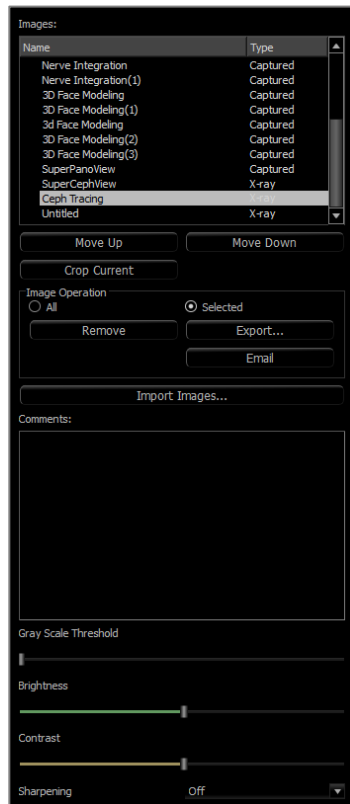 Images:
Name Type
Nerve Integration Captured
Nerve Integration(1) Captured
3D Face Modeling Captured
3D Face Modeling(1) Captured
3d Face Modeling Captured
3D Face Modeling(2) Captured
3D Face Modeling(3) Captured
SuperPanoView Captured
SuperCephView X-ray
Ceph Tracing X-ray
Untitled X-ray
Move Up Move Down
Crop Current
Image Operation
All Selected
Remove Export...
Email
Import Images...
Comments:
Gray Scale Threshold
Brightness
Contrast
Sharpening Off